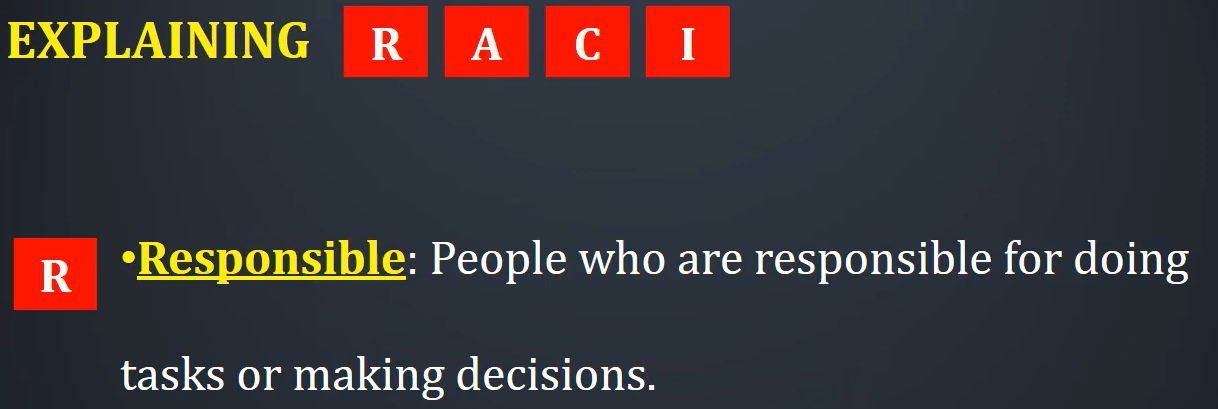 EXPLAINING R A C I
R •Responsible: People who are responsible for doing
tasks or making decisions.